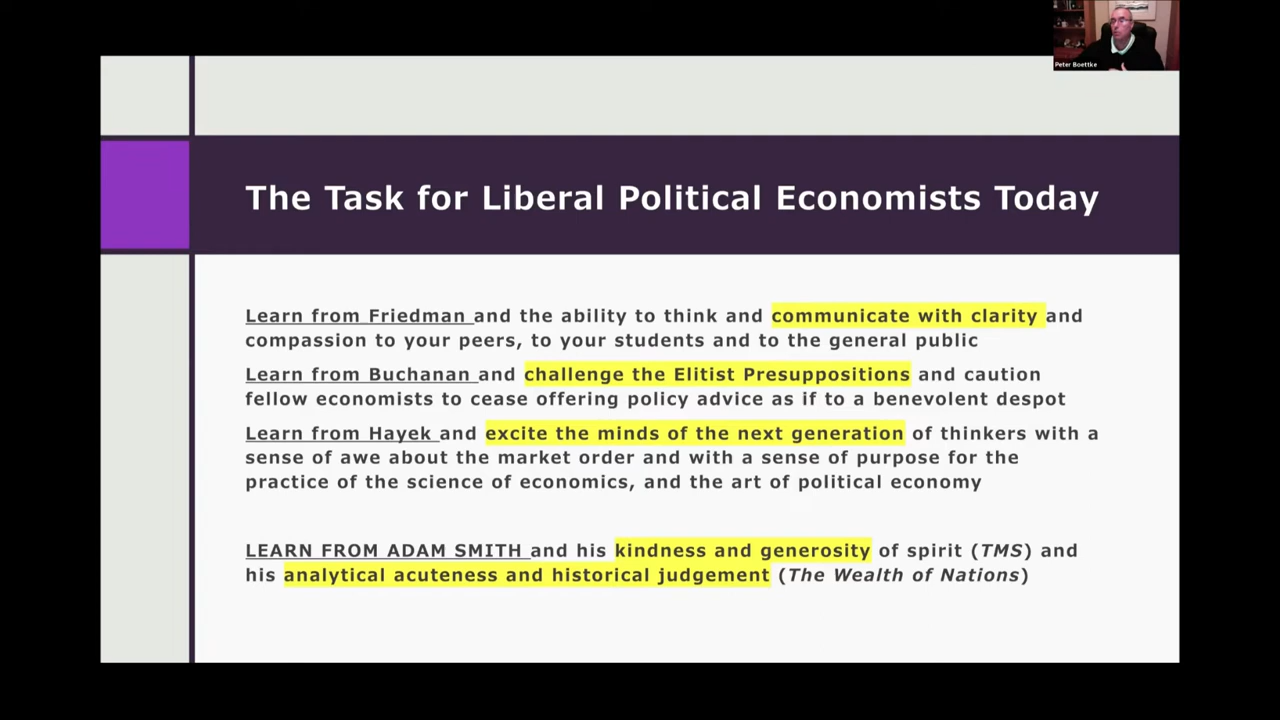 Peter Boettke
The Task for Liberal Political Economists Today
Learn from Friedman and the ability to think and communicate with clarity and
compassion to your peers, to your students and to the general public
Learn from Buchanan and challenge the Elitist Presuppositions and caution
fellow economists to cease offering policy advice as if to a benevolent despot
Learn from Hayek and excite the minds of the next generation of thinkers with a
sense of awe about the market order and with a sense of purpose for the
practice of the science of economics, and the art of political economy
LEARN FROM ADAM SMITH and his kindness and generosity of spirit (TMS) and
his analytical acuteness and historical judgement (The Wealth of Nations)